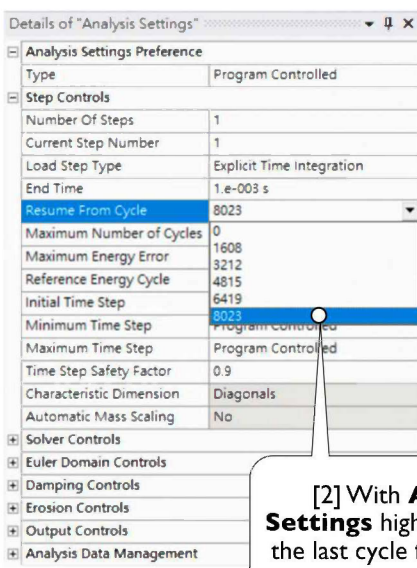 Details of "Analysis Settings"
Analysis Settings Preference
Type Program Controlled
Step Controls
Number Of Steps 1
Current Step Number 1
Load Step Type Explicit Time Integration
End Time 1.e-003 s
Resume From Cycle 8023
Maximum Number of Cycles 0
1608
Maximum Energy Error 3212
Reference Energy Cycle 4815
Initial Time Step 6419
8023
Minimum Time Step Program Controlled
Maximum Time Step Program Controlled
Time Step Safety Factor 0.9
Characteristic Dimension Diagonals
Automatic Mass Scaling No
Solver Controls
Euler Domain Controls
Damping Controls
Erosion Controls
Output Controls
Analysis Data Management
[2] With
Settings
the last cycle